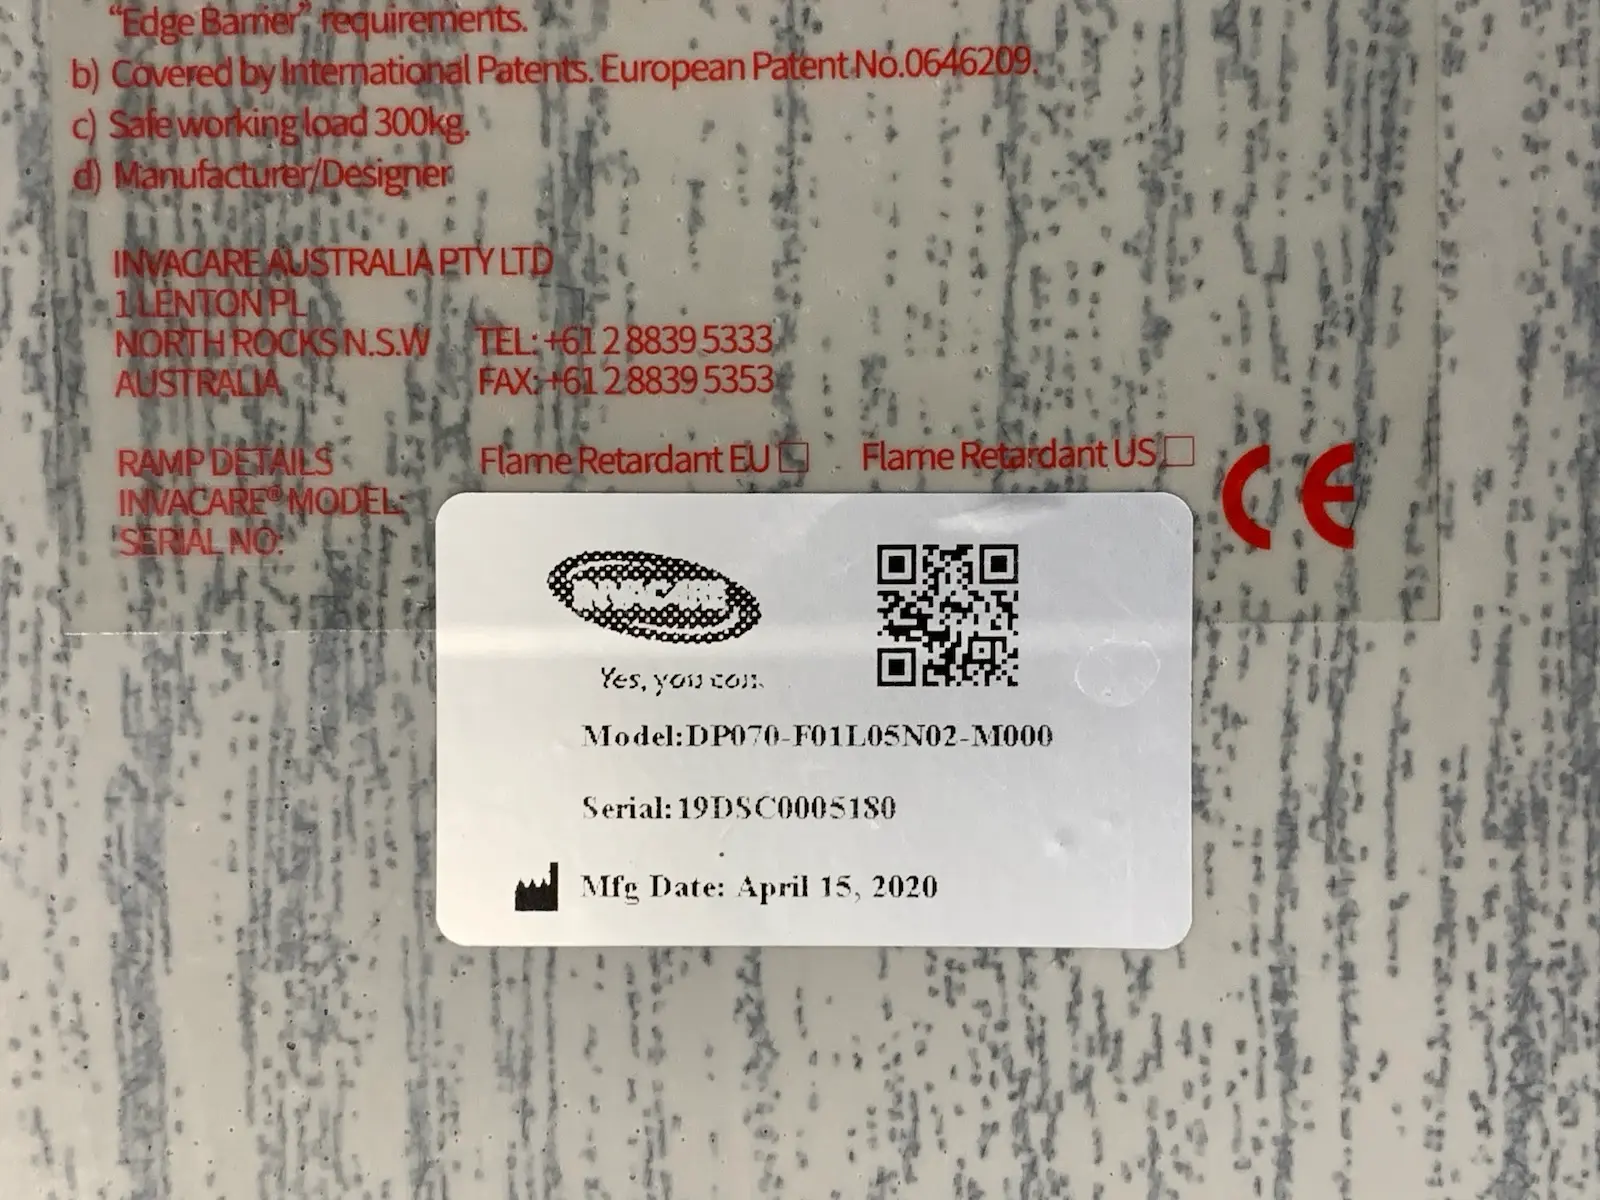 "Edge Barrier" requirements.
b) Covered by International Patents. European Patent No.0646209.
c) Safe working load 300kg.
d) Manufacturer/Designer
INVACARE AUSTRALIA PTY LTD
1 LENTON PL
NORTH ROCKS N.S.W TEL: +61 2 8839 5333
AUSTRALIA FAX: +61 2 8839 5353
RAMP DETAILS Flame Retardant EU Flame Retardant US
INVACARE® MODEL:
SERIAL NO:
CE
INVACARE
Yes, you can.
Model:DP070-F01L05N02-M000
Serial:19DSC0005180
Mfg Date: April 15, 2020